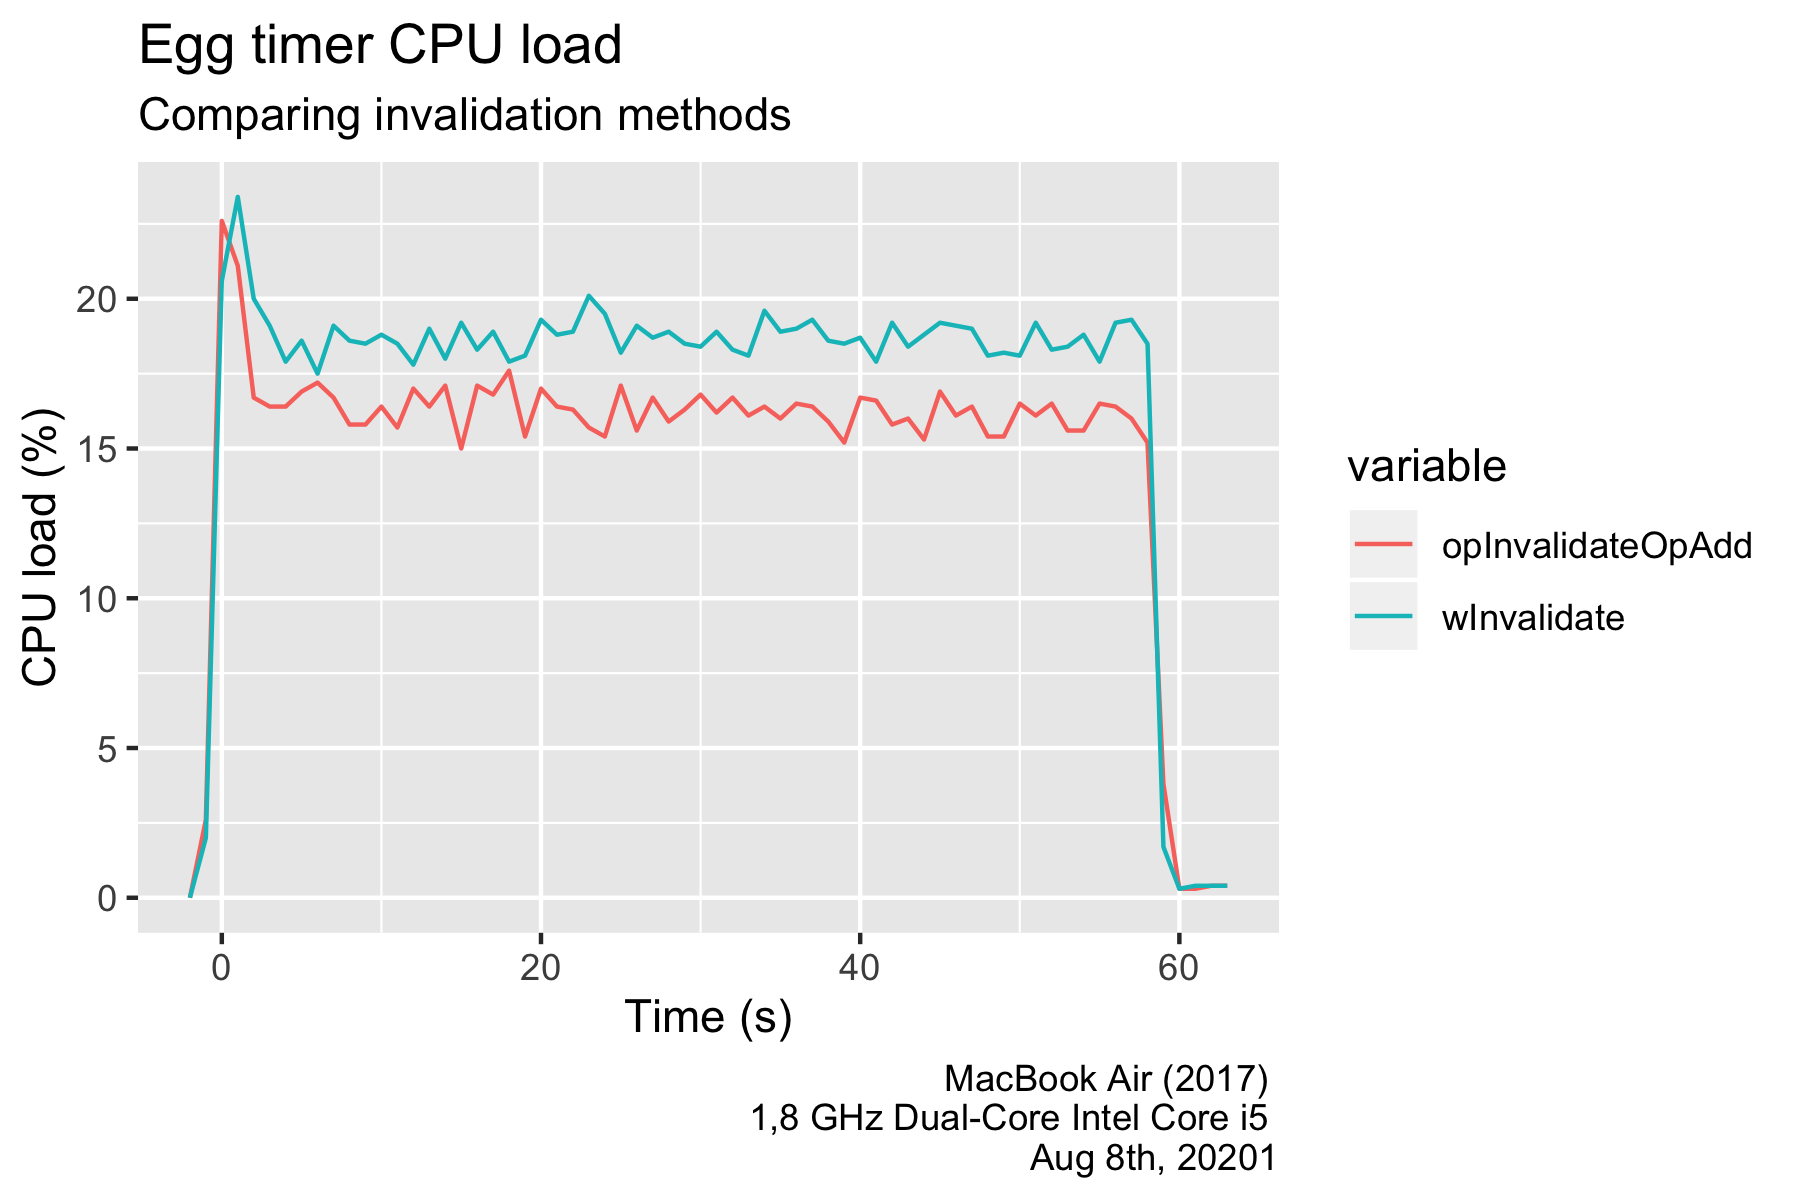 Egg timer CPU load
Comparing invalidation methods
CPU load (%)
20
15
10
5
0
0 20 40 60
Time (s)
variable
opInvalidateOpAdd
wInvalidate
MacBook Air (2017)
1,8 GHz Dual-Core Intel Core i5
Aug 8th, 20201